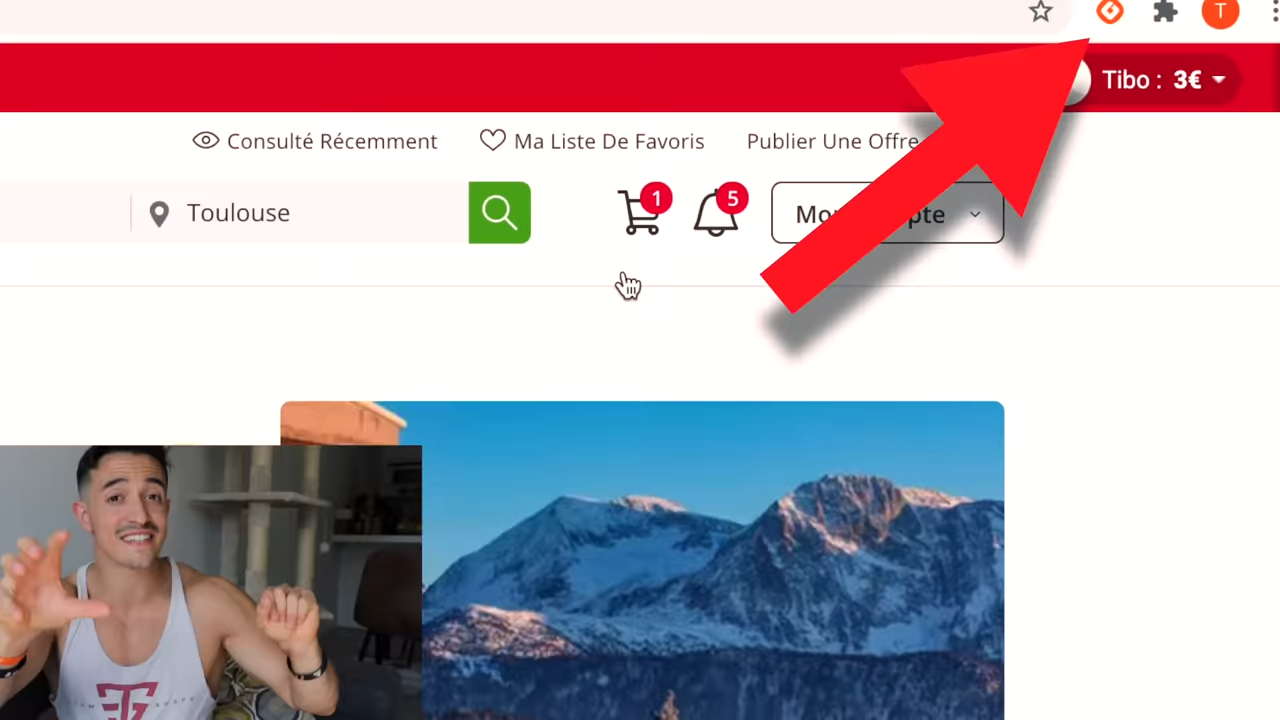 T
Tibo : 3€
Consulté Récemment
Ma Liste De Favoris
Publier Une Offre
Toulouse
1
5